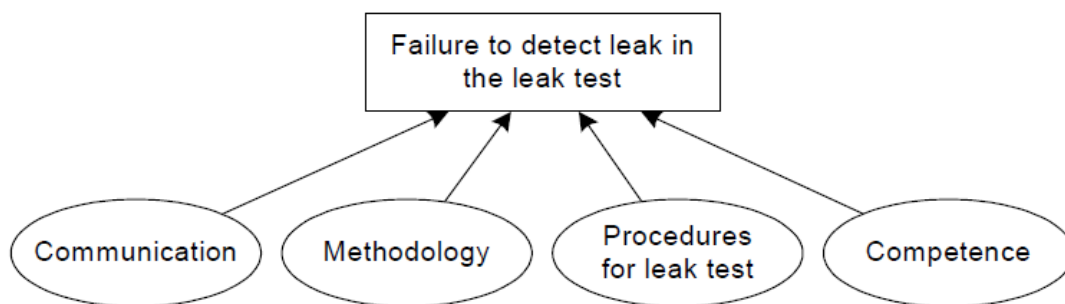 Failure to detect leak in
the leak test
Communication
Methodology
Procedures
for leak test
Competence